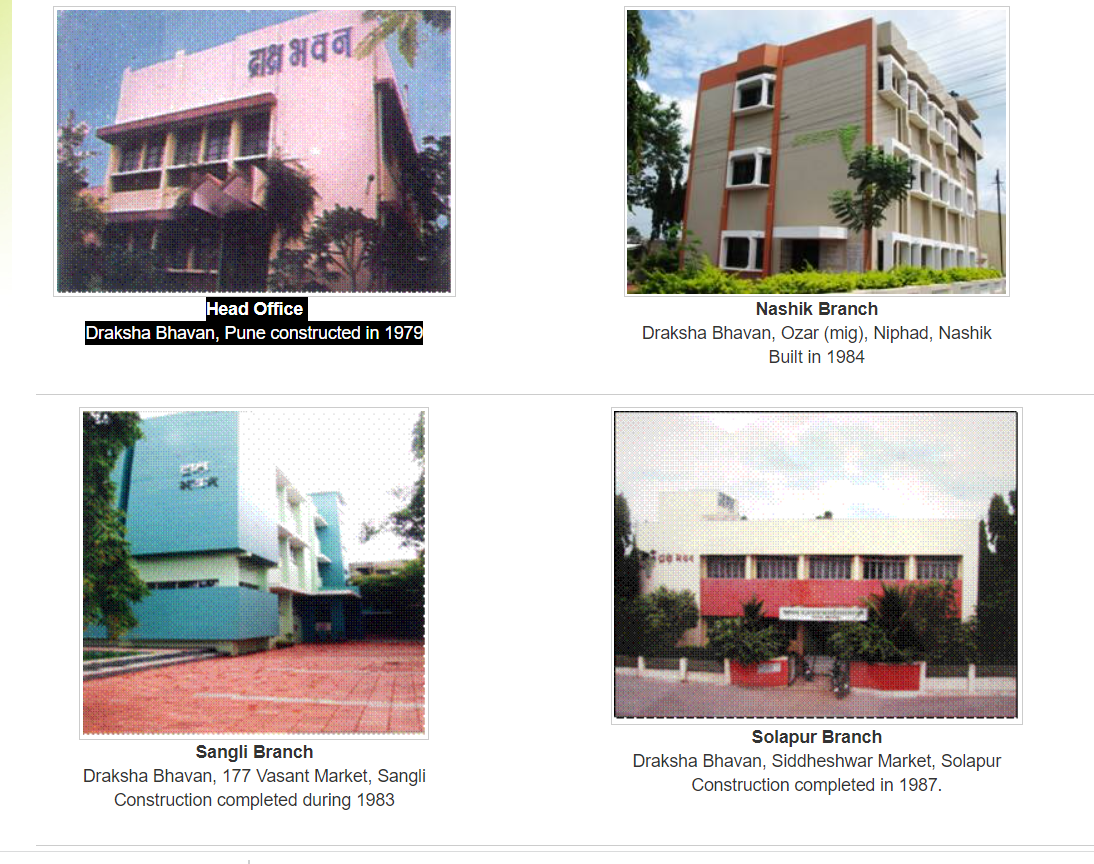 द्राक्ष भवन
Head Office
Draksha Bhavan, Pune constructed in 1979
Nashik Branch
Draksha Bhavan, Ozar (mig), Niphad, Nashik
Built in 1984
Sangli Branch
Draksha Bhavan, 177 Vasant Market, Sangli
Construction completed during 1983
Solapur Branch
Draksha Bhavan, Siddheshwar Market, Solapur
Construction completed in 1987.